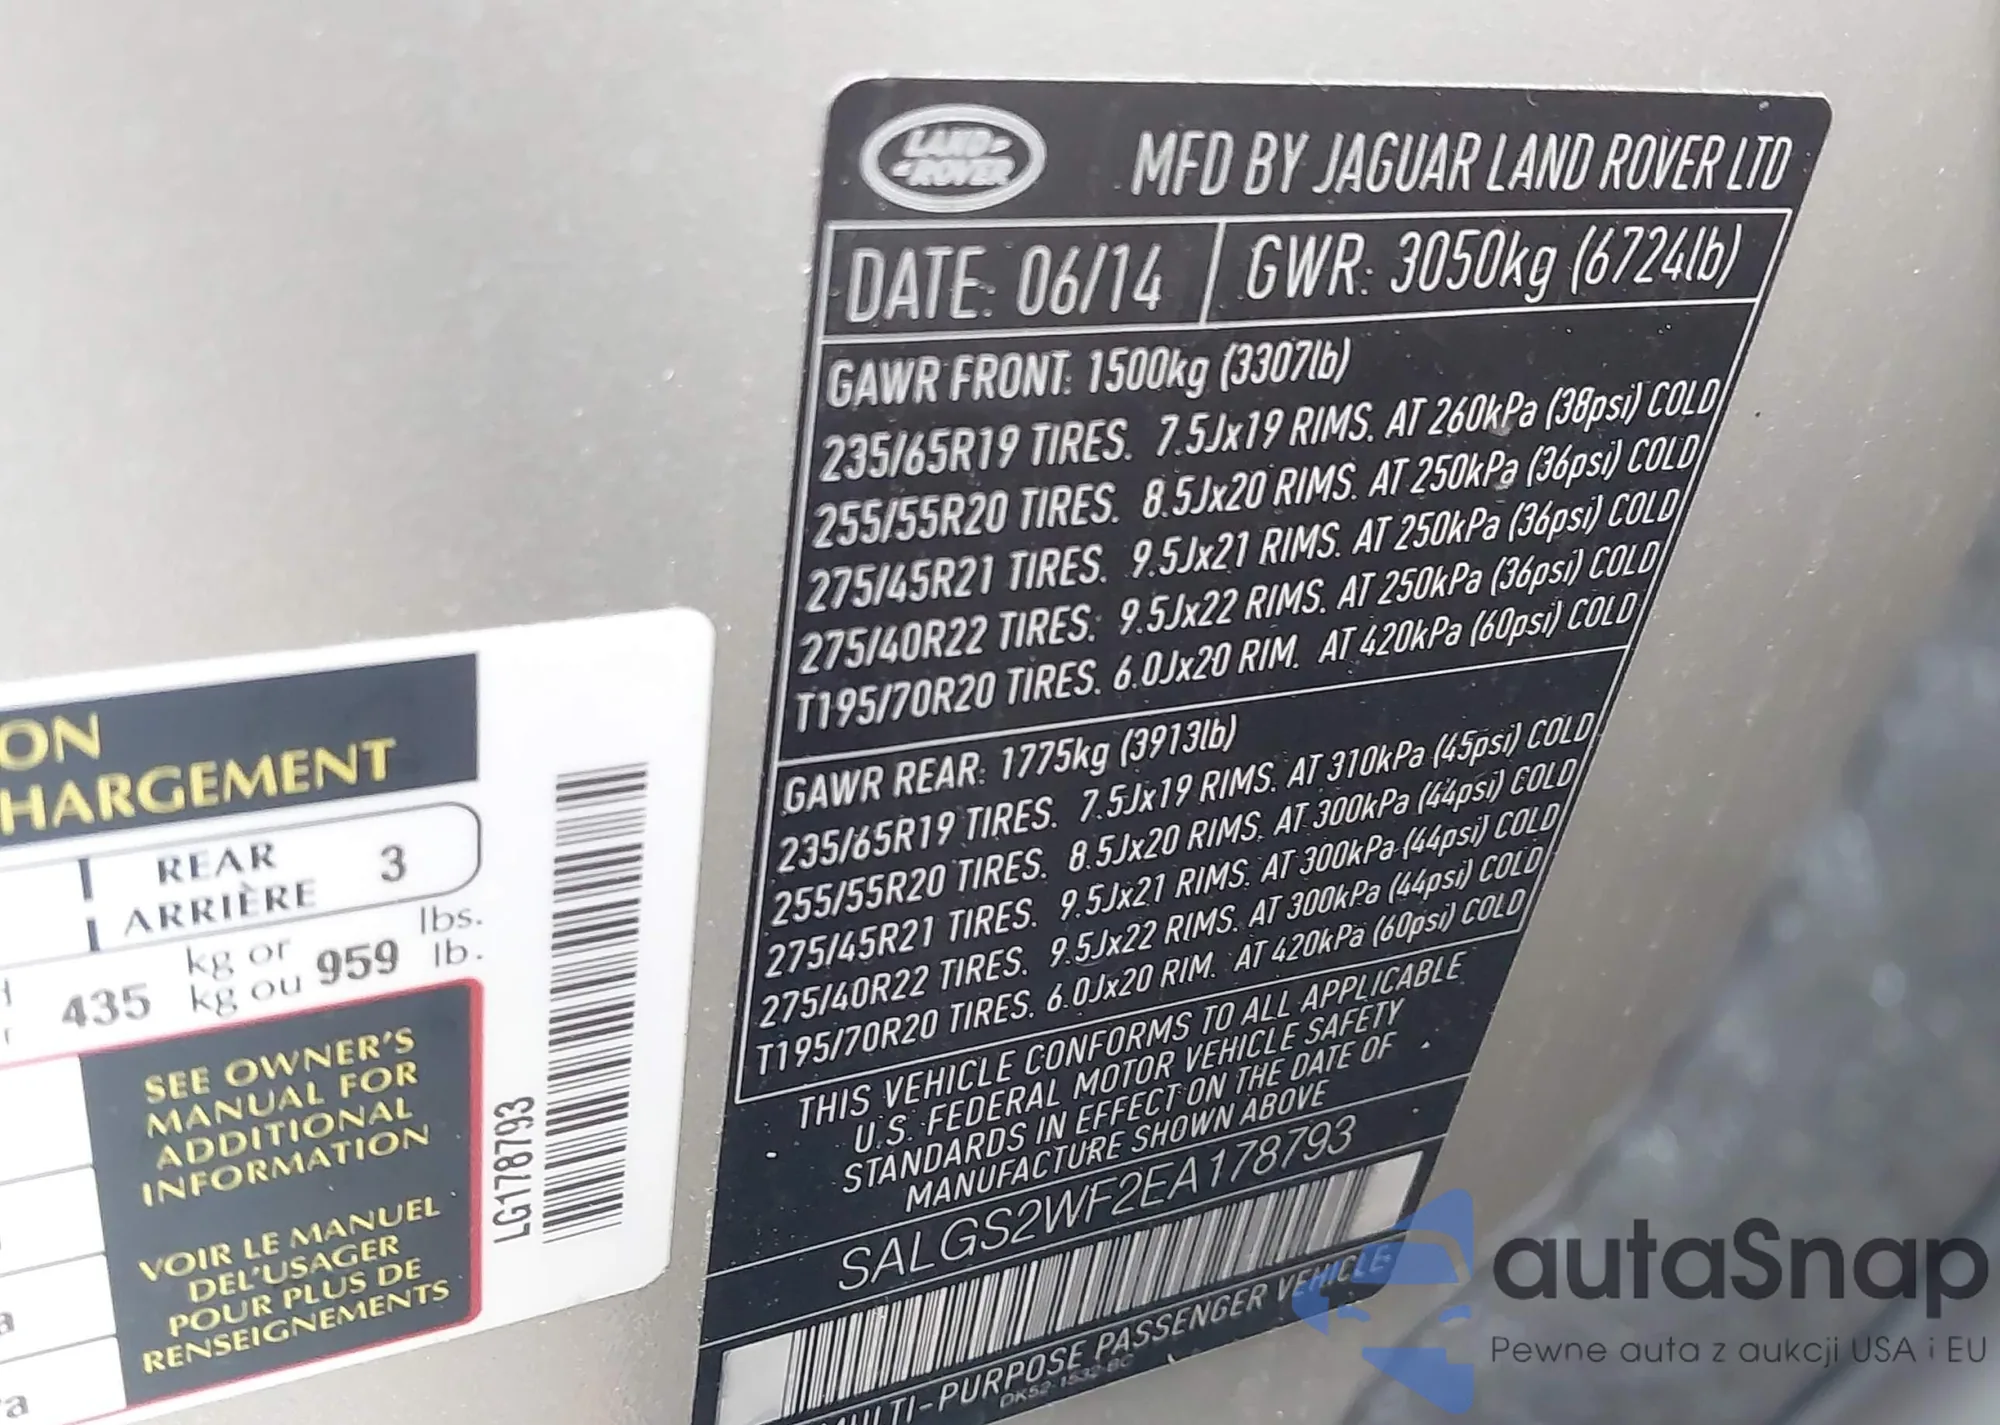 LAND-
-ROVER
MFD BY JAGUAR LAND ROVER LTD
DATE: 06/14
GWR: 3050kg (6724lb)
GAWR FRONT: 1500kg (3307lb)
235/65R19 TIRES. 7.5Jx19 RIMS. AT 260kPa (38psi) COLD
255/55R20 TIRES. 8.5Jx20 RIMS. AT 250kPa (36psi) COLD
275/45R21 TIRES. 9.5Jx21 RIMS. AT 250kPa (36psi) COLD
275/40R22 TIRES. 9.5Jx22 RIMS. AT 250kPa (36psi) COLD
T195/70R20 TIRES. 6.0Jx20 RIM. AT 420kPa (60psi) COLD
GAWR REAR: 1775kg (3913lb)
235/65R19 TIRES. 7.5Jx19 RIMS. AT 310kPa (45psi) COLD
255/55R20 TIRES. 8.5Jx20 RIMS. AT 300kPa (44psi) COLD
275/45R21 TIRES. 9.5Jx21 RIMS. AT 300kPa (44psi) COLD
275/40R22 TIRES. 9.5Jx22 RIMS. AT 300kPa (44psi) COLD
T195/70R20 TIRES. 6.0Jx20 RIM. AT 420kPa (60psi) COLD
THIS VEHICLE CONFORMS TO ALL APPLICABLE
U.S. FEDERAL MOTOR VEHICLE SAFETY
STANDARDS IN EFFECT ON THE DATE OF
MANUFACTURE SHOWN ABOVE
SALGS2WF2EA178793
MULTI-PURPOSE PASSENGER VEHICLE
DK52-1532-BC
ON
HARGEMENT
REAR
ARRIÈRE
3
435 kg or 959 lbs.
kg ou lb.
SEE OWNER'S
MANUAL FOR
ADDITIONAL
INFORMATION
VOIR LE MANUEL
DEL'USAGER
POUR PLUS DE
RENSEIGNEMENTS
LG178793
autaSnap
Pewne auta z aukcji USA i EU